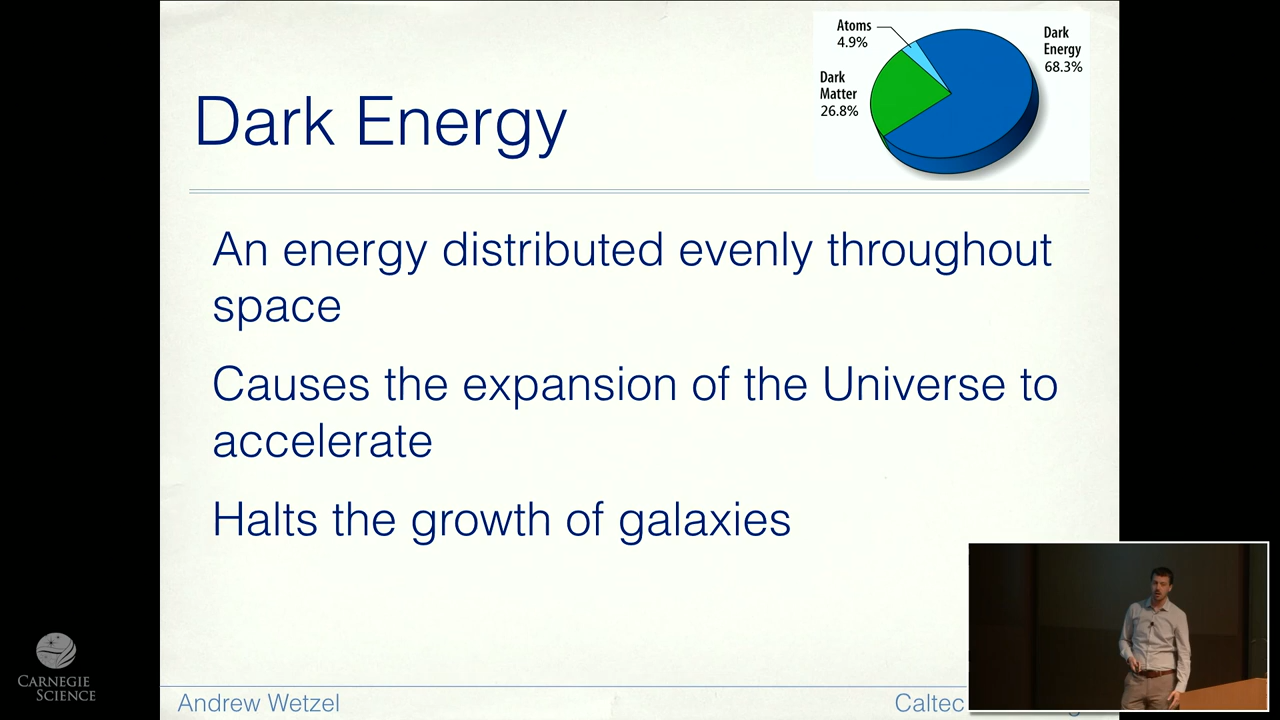 Atoms
4.9%
Dark
Energy
68.3%
Dark
Matter
26.8%
Dark Energy
An energy distributed evenly throughout
space
Causes the expansion of the Universe to
accelerate
Halts the growth of galaxies
CARNEGIE
SCIENCE
Andrew Wetzel